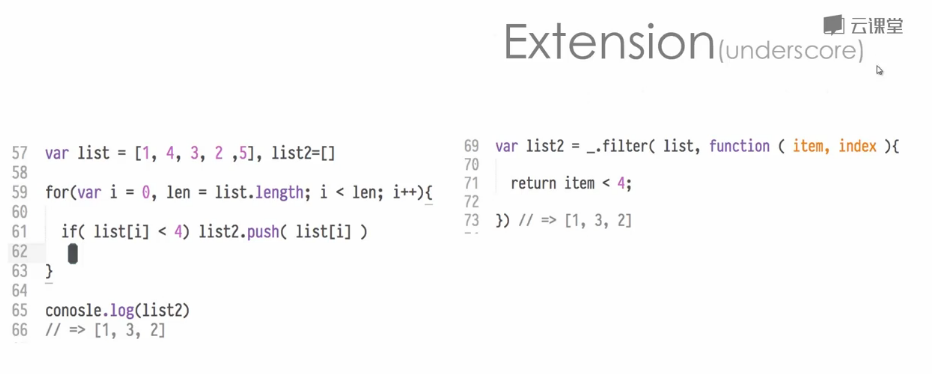 云课堂
Extension(underscore)
57 var list = [1, 4, 3, 2 ,5], list2=[]
58
59 for(var i = 0, len = list.length; i < len; i++){
60
61 if( list[i] < 4) list2.push( list[i] )
62
63 }
64
65 conosle.log(list2)
66 // => [1, 3, 2]
69 var list2 = _.filter( list, function ( item, index ){
70
71 return item < 4;
72
73 }) // => [1, 3, 2]